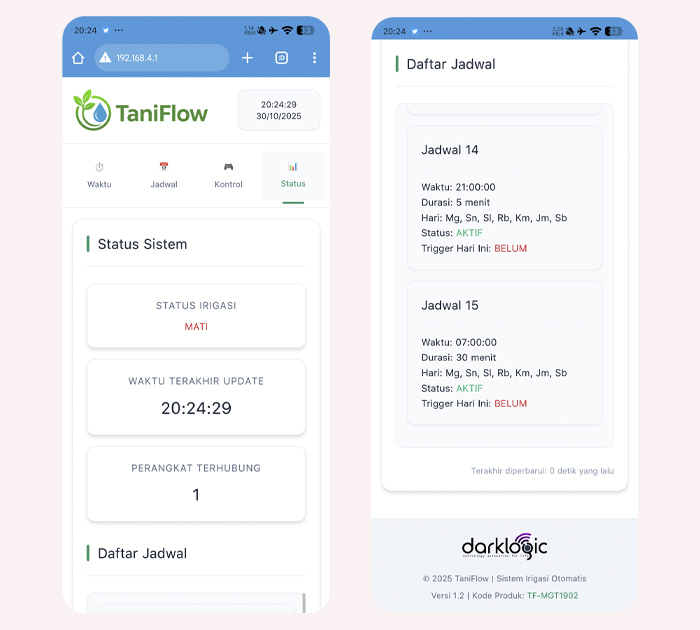 20:24
192.168.4.1
TaniFlow
20:24:29
30/10/2025
Waktu
Jadwal
Kontrol
Status
Status Sistem
STATUS IRIGASI
MATI
WAKTU TERAKHIR UPDATE
20:24:29
PERANGKAT TERHUBUNG
1
Daftar Jadwal
20:24
Daftar Jadwal
Jadwal 14
Waktu: 21:00:00
Durasi: 5 menit
Hari: Mg, Sn, Sl, Rb, Km, Jm, Sb
Status: AKTIF
Trigger Hari Ini: BELUM
Jadwal 15
Waktu: 07:00:00
Durasi: 30 menit
Hari: Mg, Sn, Sl, Rb, Km, Jm, Sb
Status: AKTIF
Trigger Hari Ini: BELUM
Terakhir diperbarui: 0 detik yang lalu
darklogic
© 2025 TaniFlow | Sistem Irigasi Otomatis
Versi 1.2 | Kode Produk: TF-MGT1902